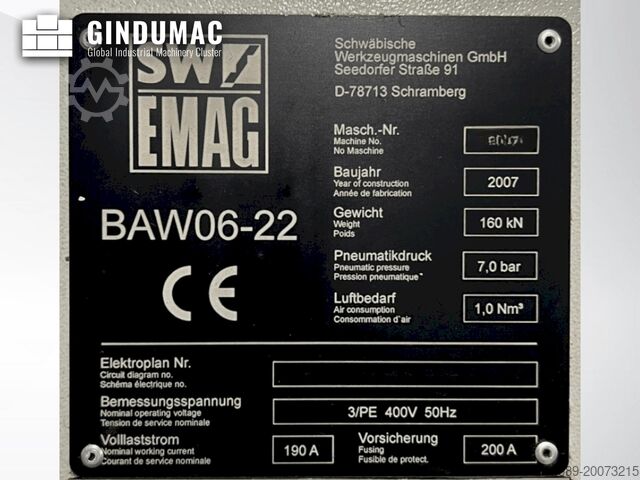 GINDUMAC
Global Industrial Machinery Cluster
SW
EMAG
Schwäbische
Werkzeugmaschinen GmbH
Seedorfer Straße 91
D-78713 Schramberg
BAW06-22
CE
Masch.-Nr.
Machine No.
No Maschine
Baujahr
Year of construction
Année de fabrication
2007
Gewicht
Weight
Poids
160 kN
Pneumatikdruck
Pneumatic pressure
Pression pneumatique
7,0 bar
Luftbedarf
Air consumption
Consommation d'air
1,0 Nm³
Elektroplan Nr.
Circuit diagram no.
Schéma électrique no.
Bemessungsspannung
Nominal operating voltage
Tension de service nominale
3/PE 400V 50Hz
Volllaststrom
Nominal working current
Courant de service nominale
190 A
Vorsicherung
Fusing
Fusible de protect.
200 A
89-20073215